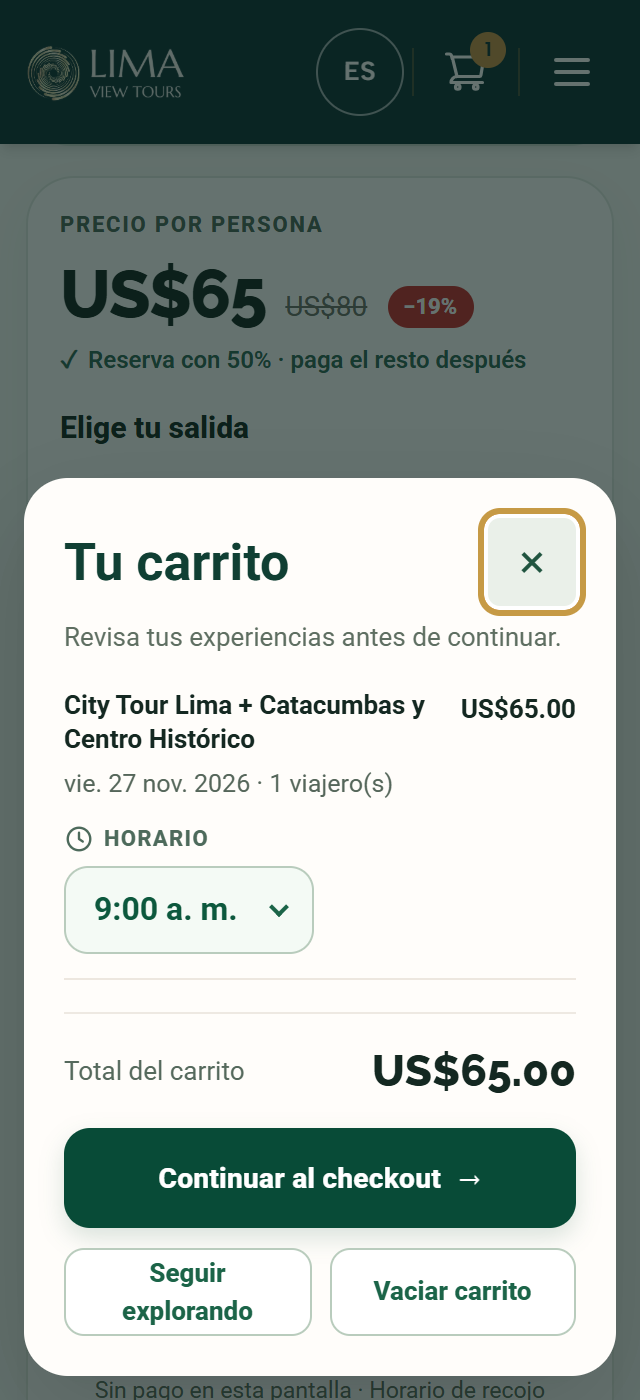 LIMA
VIEW TOURS
ES
1
PRECIO POR PERSONA
US$65 US$80 −19%
✓ Reserva con 50% · paga el resto después
Elige tu salida
Tu carrito
×
Revisa tus experiencias antes de continuar.
City Tour Lima + Catacumbas y US$65.00
Centro Histórico
vie. 27 nov. 2026 · 1 viajero(s)
HORARIO
9:00 a. m.
Total del carrito US$65.00
Continuar al checkout →
Seguir
explorando
Vaciar carrito
Sin pago en esta pantalla · Horario de recojo